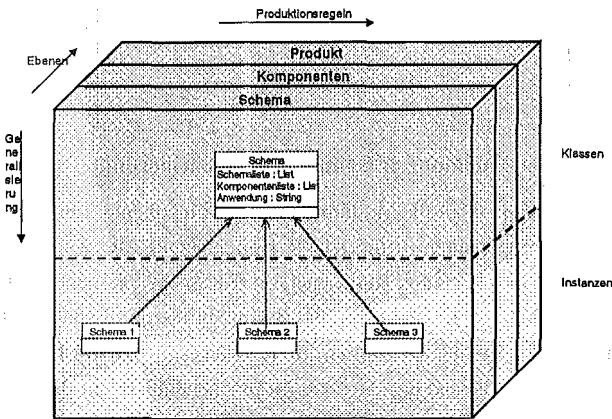 Produktionsregeln
Ebenen
Produkt
Komponenten
Schema
Ge
ne
rali
sie
ru
ng
Schema
Schemaliste : List
Komponentenliste : List
Anwendung : String
Klassen
Instanzen
Schema 1
Schema 2
Schema 3